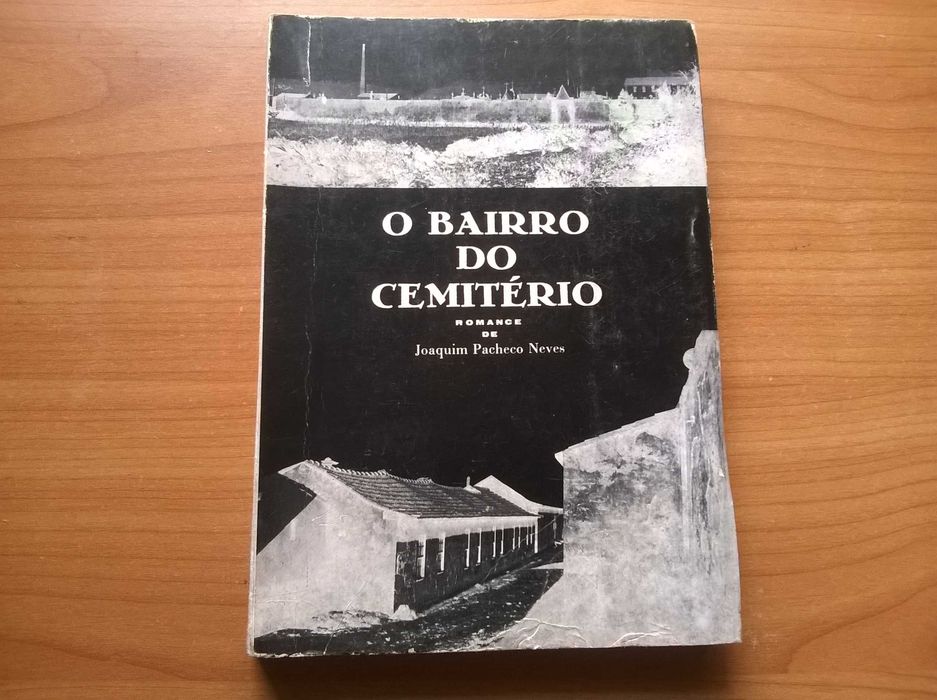 O BAIRRO
DO
CEMITÉRIO
ROMANCE
DE
Joaquim Pacheco Neves